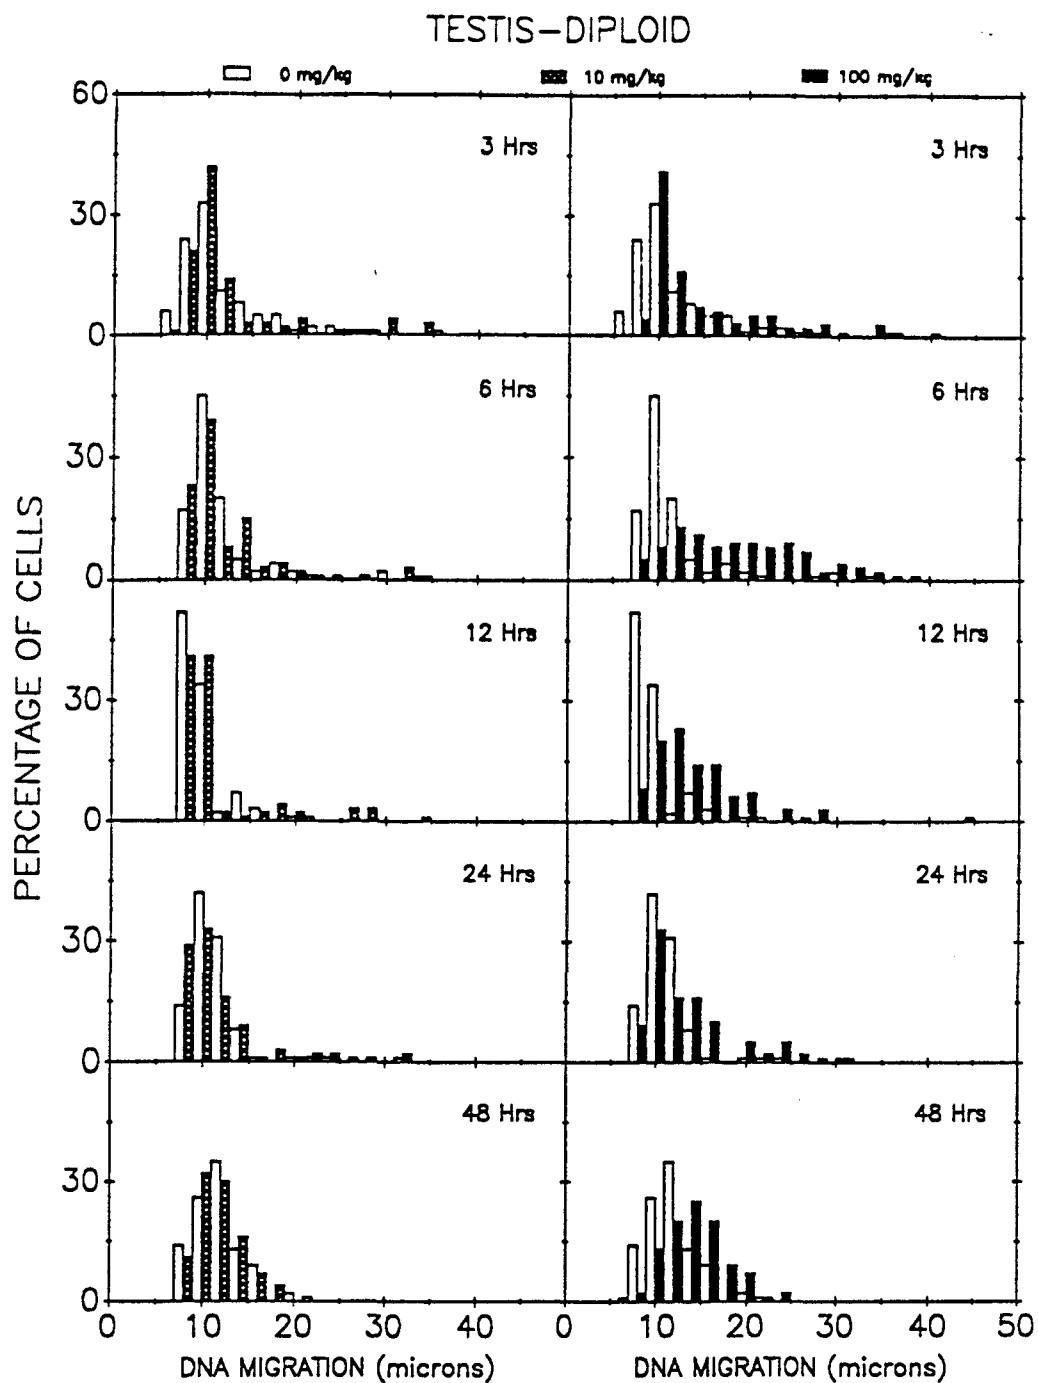 TESTIS-DIPLOID
0 mg/kg 10 mg/kg 100 mg/kg
60
3 Hrs 3 Hrs
30
0
6 Hrs 6 Hrs
30
0
12 Hrs 12 Hrs
30
0
24 Hrs 24 Hrs
30
0
48 Hrs 48 Hrs
30
0
PERCENTAGE OF CELLS
0 10 20 30 40 0 10 20 30 40 50
DNA MIGRATION (microns) DNA MIGRATION (microns)